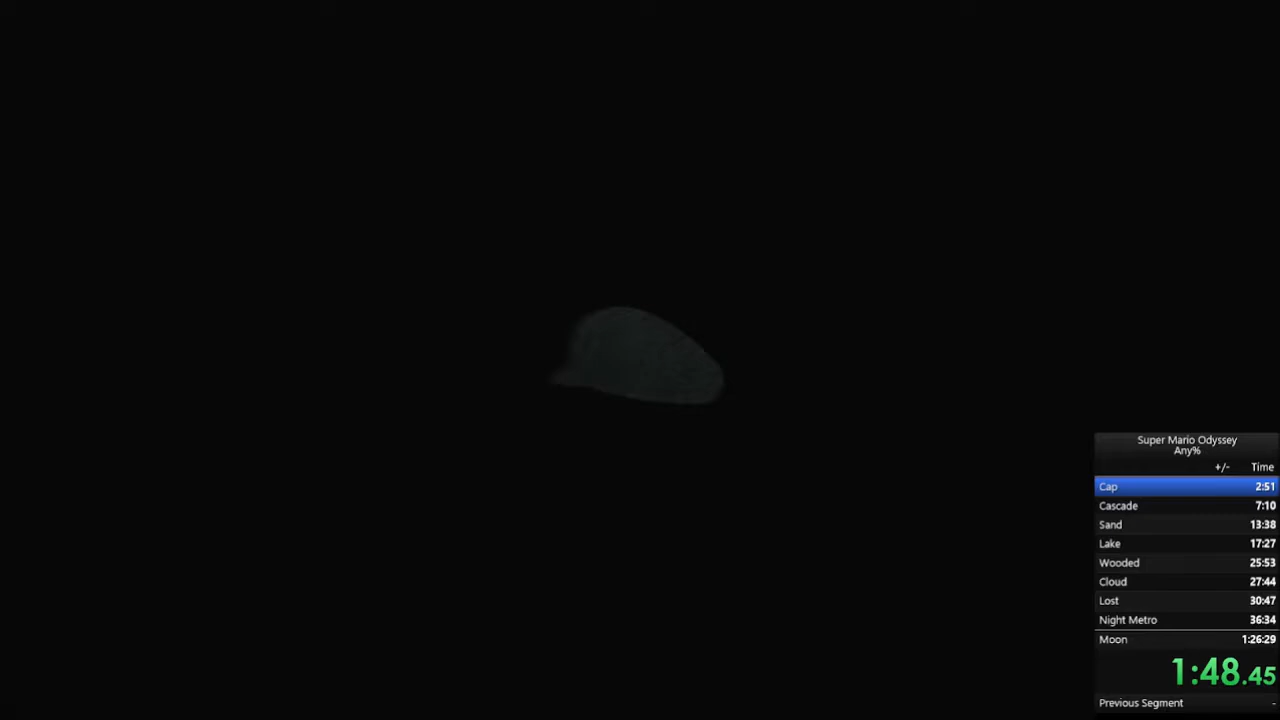 Super Mario Odyssey
Any%
+/- Time
Cap 2:51
Cascade 7:10
Sand 13:38
Lake 17:27
Wooded 25:53
Cloud 27:44
Lost 30:47
Night Metro 36:34
Moon 1:26:29
1:48.45
Previous Segment -